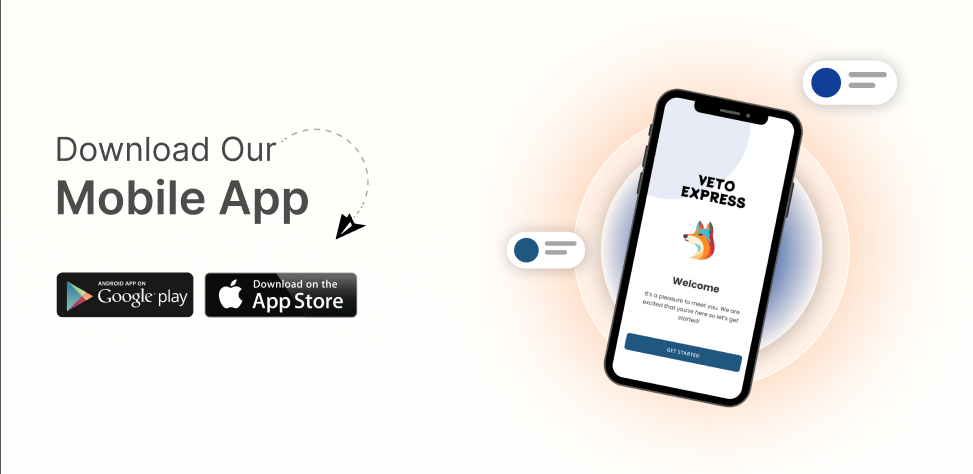 Download Our
Mobile App
ANDROID APP ON
Google play
Download on the
App Store
VETO
EXPRESS
Welcome
It's a pleasure to meet you. We are
excited that you're here so let's get
started!
GET STARTED